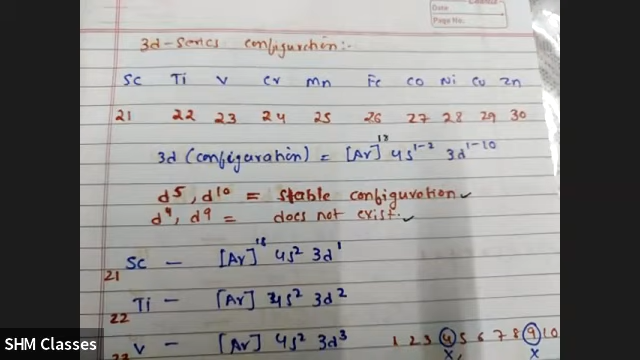 Date
Page No.
3d-series configuration:-
Sc Ti V Cr Mn Fe Co Ni Cu Zn
21 22 23 24 25 26 27 28 29 30
3d (configuration) = [Ar]¹⁸ 4s¹⁻² 3d¹⁻¹⁰
d⁵, d¹⁰ = stable configuration ✓
d⁴, d⁹ = does not exist. ✓
21 Sc - [Ar]¹⁸ 4s² 3d¹
22 Ti - [Ar] 4s² 3d²
23 V - [Ar] 4s² 3d³
1 2 3 4 5 6 7 8 9 10
x x
SHM Classes